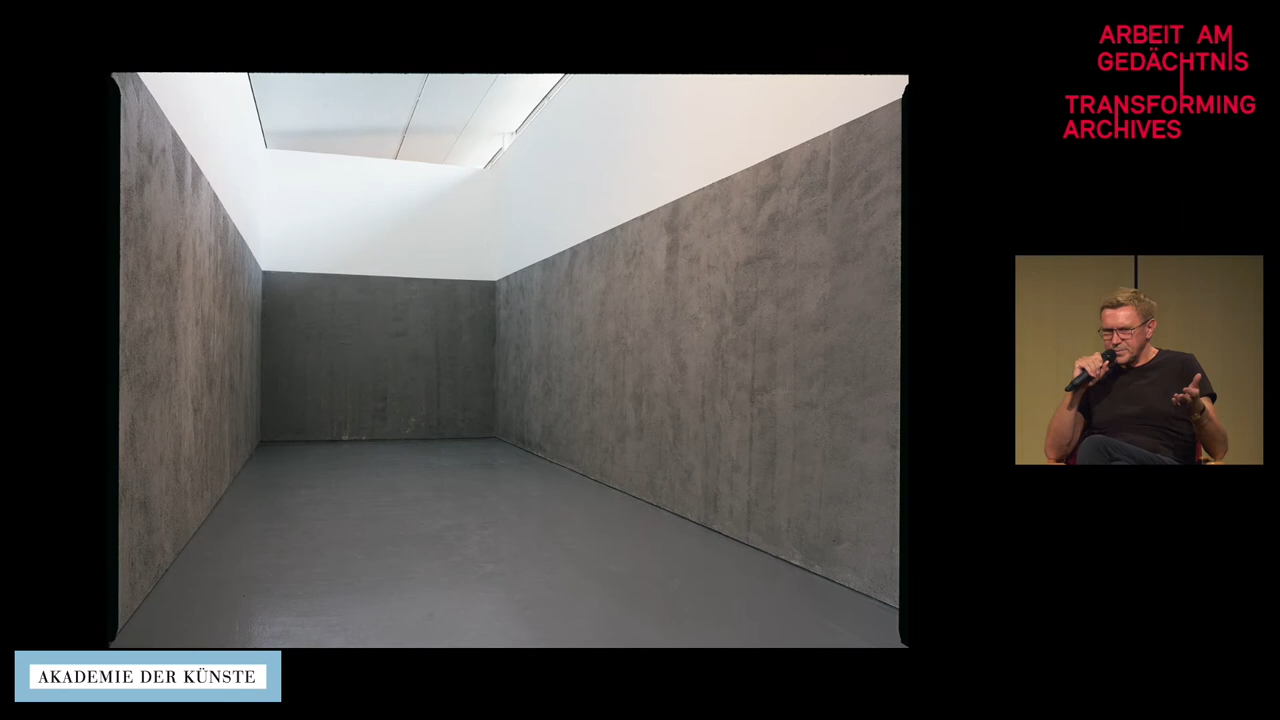 ARBEIT AM
GEDÄCHTNIS
TRANSFORMING
ARCHIVES
AKADEMIE DER KÜNSTE